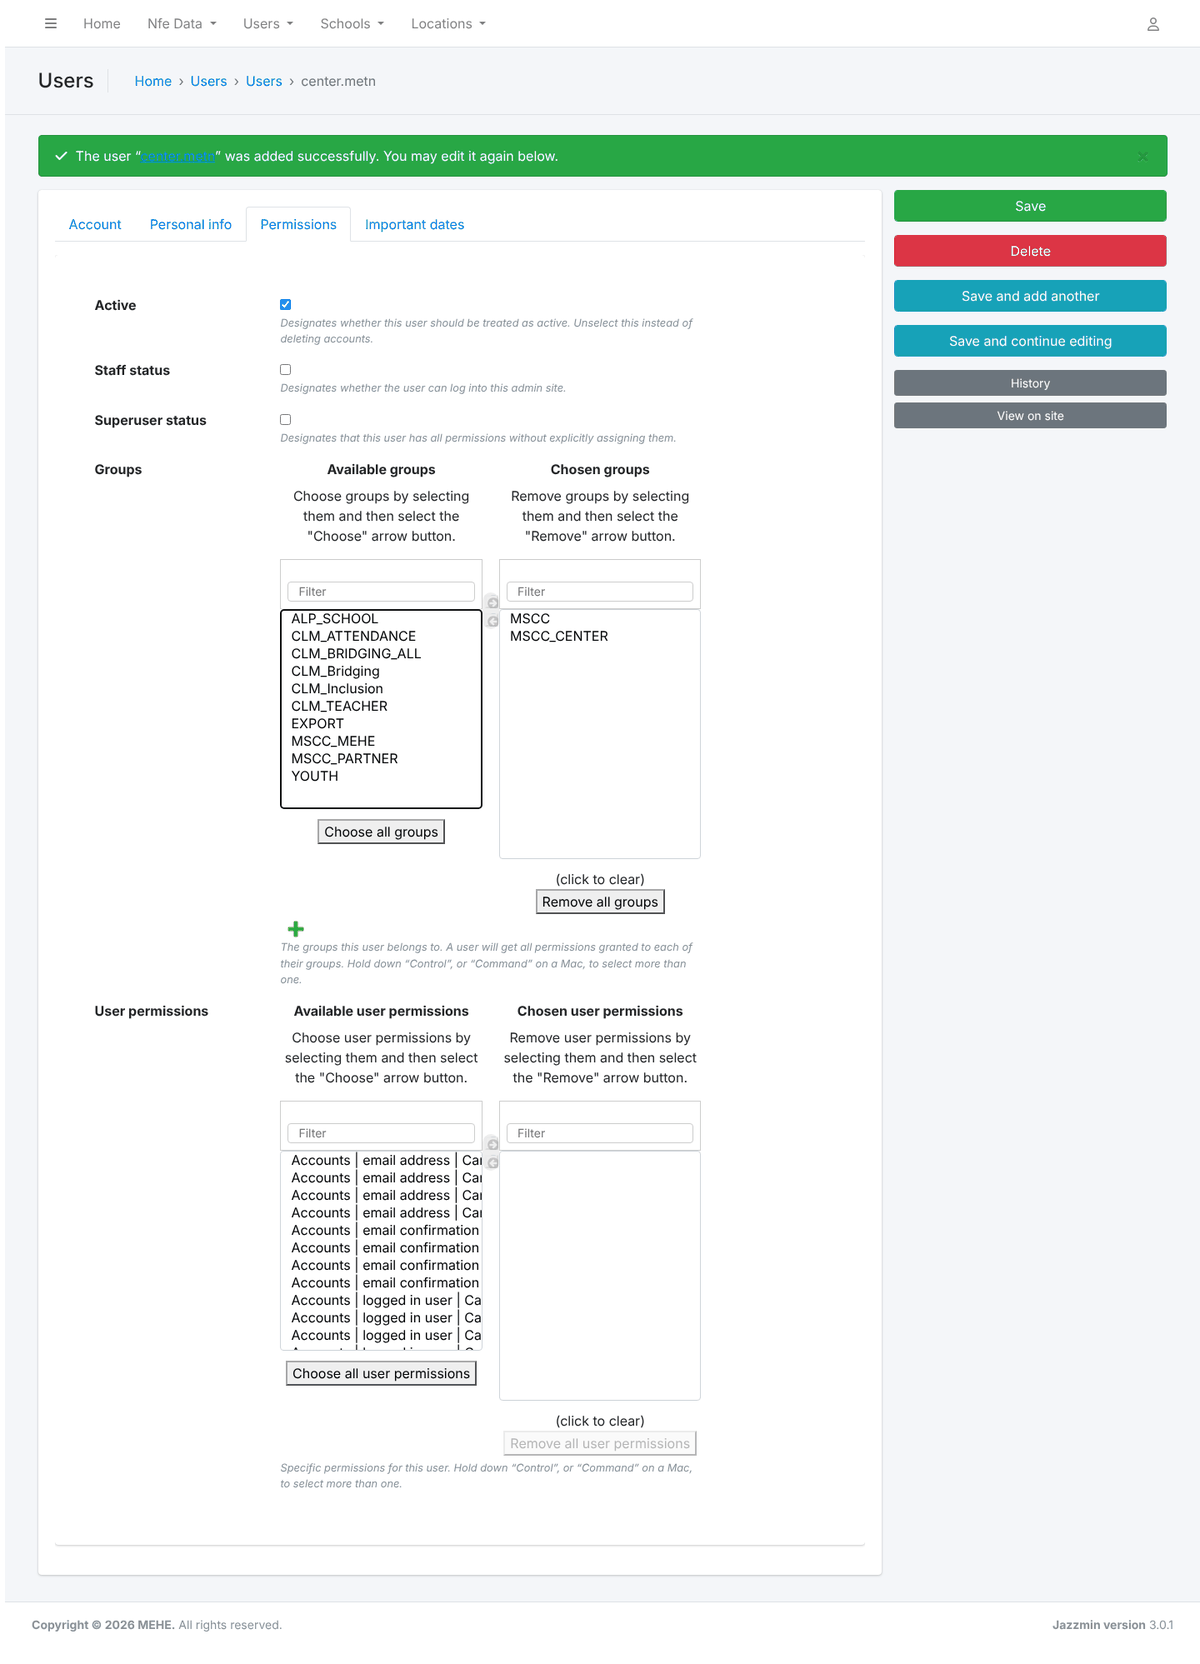 Home Nfe Data Users Schools Locations
Users Home › Users › Users › center.metn
The user “center.metn” was added successfully. You may edit it again below. ×
Account Personal info Permissions Important dates
Save
Delete
Save and add another
Save and continue editing
History
View on site
Active
Designates whether this user should be treated as active. Unselect this instead of
deleting accounts.
Staff status
Designates whether the user can log into this admin site.
Superuser status
Designates that this user has all permissions without explicitly assigning them.
Groups
Available groups
Choose groups by selecting
them and then select the
"Choose" arrow button.
Filter
ALP_SCHOOL
CLM_ATTENDANCE
CLM_BRIDGING_ALL
CLM_Bridging
CLM_Inclusion
CLM_TEACHER
EXPORT
MSCC_MEHE
MSCC_PARTNER
YOUTH
Choose all groups
Chosen groups
Remove groups by selecting
them and then select the
"Remove" arrow button.
Filter
MSCC
MSCC_CENTER
(click to clear)
Remove all groups
The groups this user belongs to. A user will get all permissions granted to each of
their groups. Hold down “Control”, or “Command” on a Mac, to select more than
one.
User permissions
Available user permissions
Choose user permissions by
selecting them and then select
the "Choose" arrow button.
Filter
Accounts | email address | Can
Accounts | email address | Can
Accounts | email address | Can
Accounts | email address | Can
Accounts | email confirmation
Accounts | email confirmation
Accounts | email confirmation
Accounts | email confirmation
Accounts | logged in user | Ca
Accounts | logged in user | Ca
Accounts | logged in user | Ca
Choose all user permissions
Chosen user permissions
Remove user permissions by
selecting them and then select
the "Remove" arrow button.
Filter
(click to clear)
Remove all user permissions
Specific permissions for this user. Hold down “Control”, or “Command” on a Mac,
to select more than one.
Copyright © 2026 MEHE. All rights reserved.
Jazzmin version 3.0.1